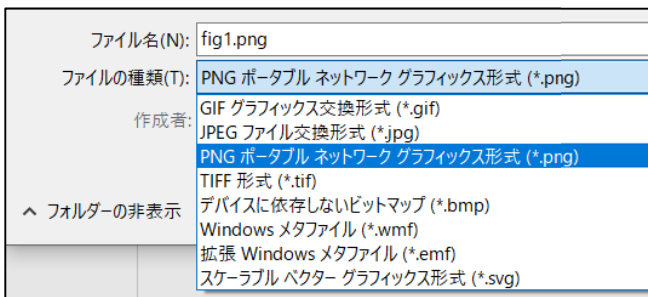 ファイル名(N): fig1.png
ファイルの種類(T): PNG ポータブル ネットワーク グラフィックス形式 (*.png)
作成者:
GIF グラフィックス交換形式 (*.gif)
JPEG ファイル交換形式 (*.jpg)
PNG ポータブル ネットワーク グラフィックス形式 (*.png)
TIFF 形式 (*.tif)
デバイスに依存しないビットマップ (*.bmp)
Windows メタファイル (*.wmf)
拡張 Windows メタファイル (*.emf)
スケーラブル ベクター グラフィックス形式 (*.svg)
フォルダーの非表示